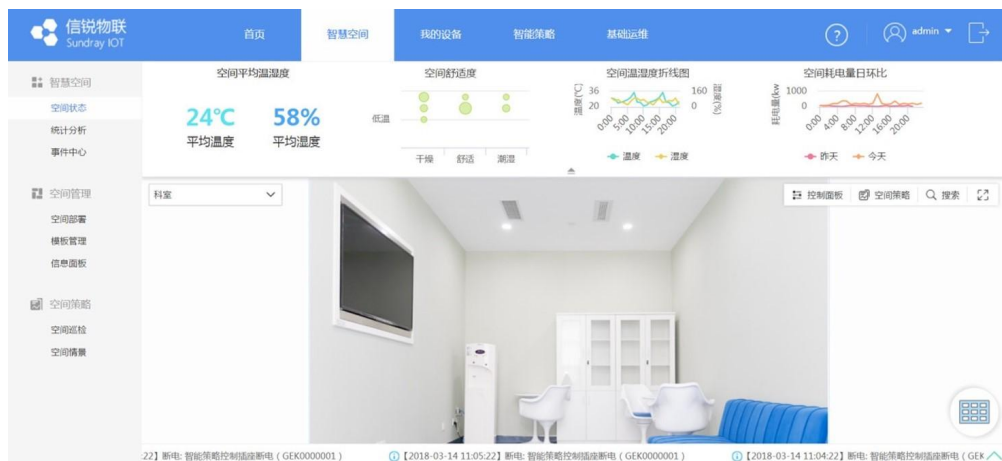 信锐物联
Sundray IOT
首页
智慧空间
我的设备
智能策略
基础运维
?
admin
智慧空间
空间状态
统计分析
事件中心
空间管理
空间部署
模板管理
信息面板
空间策略
空间巡检
空间情景
空间平均温湿度
24℃
58%
平均温度
平均湿度
空间舒适度
低温
干燥
舒适
潮湿
空间温湿度折线图
温度(℃)
36
20
160
0
湿度(%)
0:00 5:00 10:00 15:00 20:00
温度
湿度
空间耗电量日环比
耗电量(kw
1000
0
0:00 4:00 8:00 12:00 16:00 20:00
昨天
今天
科室
控制面板
空间策略
搜索
:22】断电: 智能策略控制插座断电 ( GEK0000001 )
【2018-03-14 11:05:22】断电: 智能策略控制插座断电 ( GEK0000001 )
【2018-03-14 11:04:22】断电: 智能策略控制插座断电 ( GEK